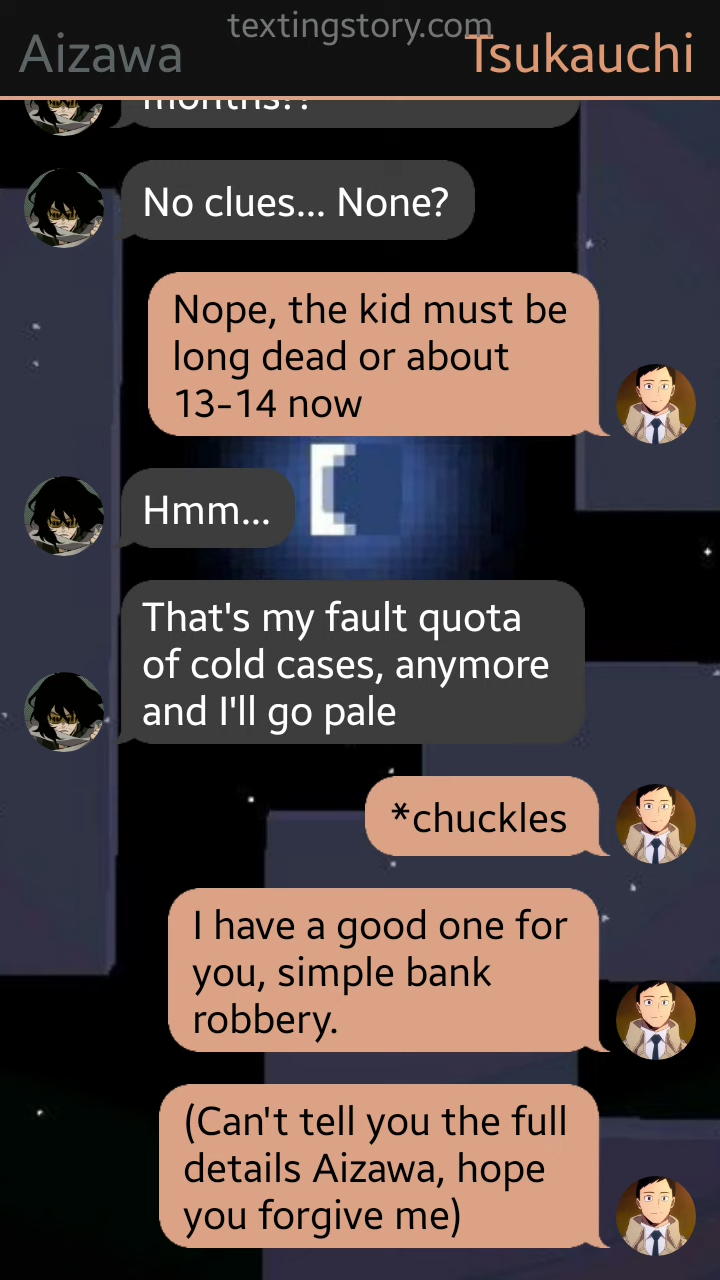 textingstory.com
Aizawa
Tsukauchi
months??
No clues... None?
Nope, the kid must be
long dead or about
13-14 now
Hmm...
That's my fault quota
of cold cases, anymore
and I'll go pale
*chuckles
I have a good one for
you, simple bank
robbery.
(Can't tell you the full
details Aizawa, hope
you forgive me)